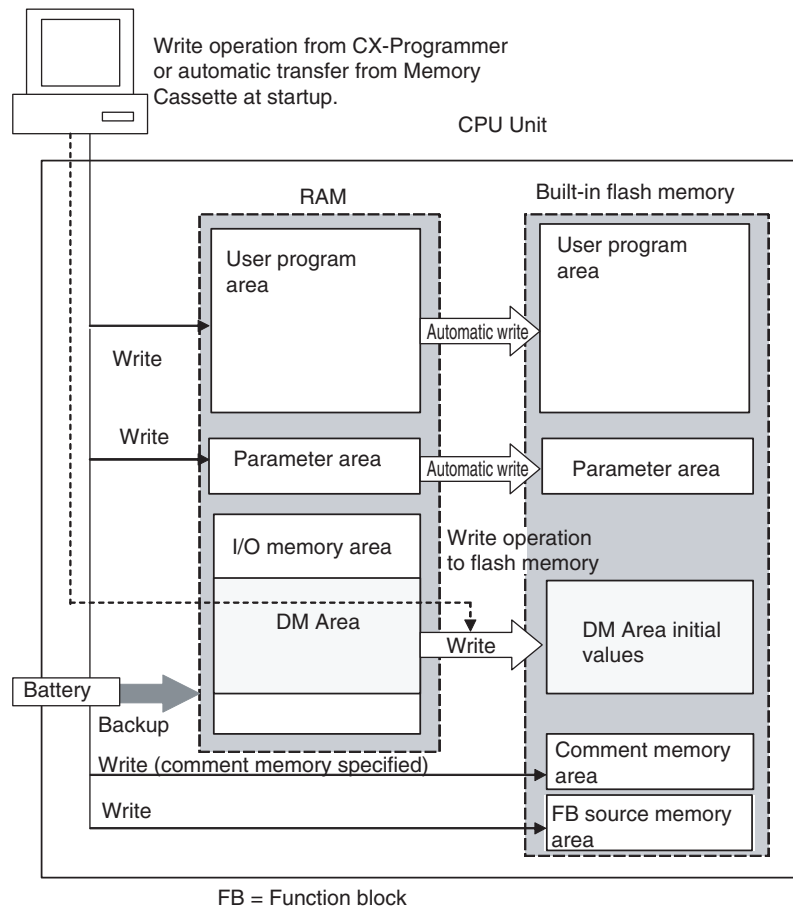 Write operation from CX-Programmer
or automatic transfer from Memory
Cassette at startup.
CPU Unit
RAM
Built-in flash memory
User program
area
User program
area
Automatic write
Write
Write
Parameter area
Automatic write
Parameter area
I/O memory area
Write operation
to flash memory
DM Area
Write
DM Area initial
values
Battery
Backup
Comment memory
area
Write (comment memory specified)
Write
FB source memory
area
FB = Function block